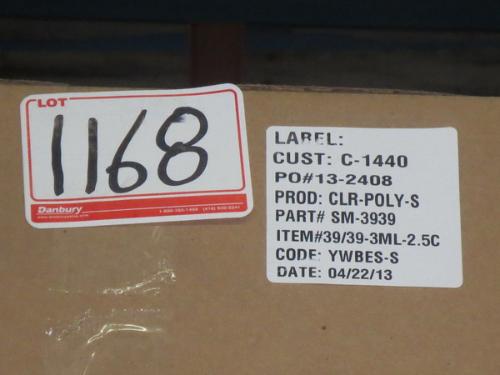 LOT
1168
Danbury
LABEL:
CUST: C-1440
PO#13-2408
PROD: CLR-POLY-S
PART# SM-3939
ITEM#39/39-3ML-2.5C
CODE: YWBES-S
DATE: 04/22/13